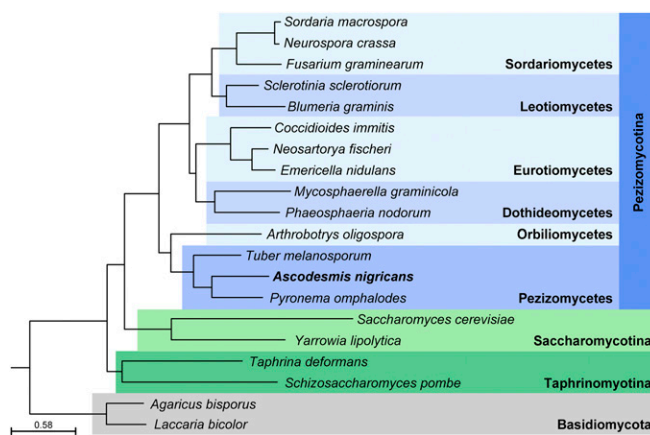 Sordaria macrospora
Neurospora crassa
Fusarium graminearum Sordariomycetes
Sclerotinia sclerotiorum
Blumeria graminis Leotiomycetes
Coccidioides immitis
Neosartorya fischeri
Emericella nidulans Eurotiomycetes
Mycosphaerella graminicola
Phaeosphaeria nodorum Dothideomycetes
Arthrobotrys oligospora Orbiliomycetes
Tuber melanosporum
Ascodesmis nigricans
Pyronema omphalodes Pezizomycetes
Pezizomycotina
Saccharomyces cerevisiae
Yarrowia lipolytica Saccharomycotina
Taphrina deformans
Schizosaccharomyces pombe Taphrinomyotina
Agaricus bisporus
Laccaria bicolor Basidiomycota
0.58